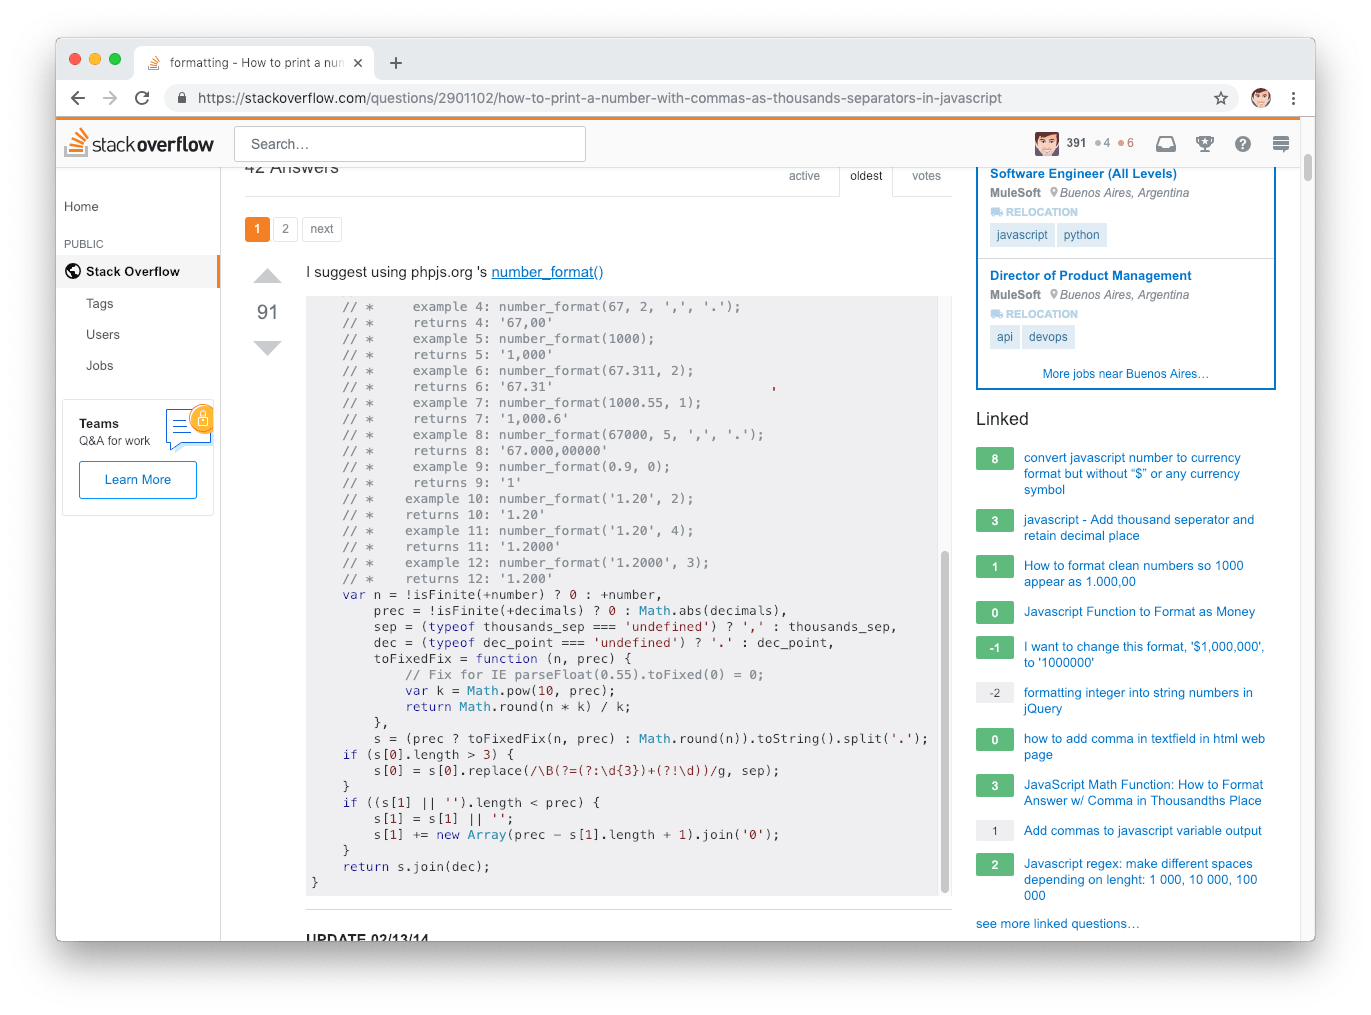 formatting - How to print a num
https://stackoverflow.com/questions/2901102/how-to-print-a-number-with-commas-as-thousands-separators-in-javascript
stackoverflow
Search…
391 4 6
Home
PUBLIC
Stack Overflow
Tags
Users
Jobs
Teams
Q&A for work
Learn More
42 Answers
active oldest votes
1 2 next
91
I suggest using phpjs.org 's number_format()
// *     example 4: number_format(67, 2, ',', '.');
// *     returns 4: '67,00'
// *     example 5: number_format(1000);
// *     returns 5: '1,000'
// *     example 6: number_format(67.311, 2);
// *     returns 6: '67.31'
// *     example 7: number_format(1000.55, 1);
// *     returns 7: '1,000.6'
// *     example 8: number_format(67000, 5, ',', '.');
// *     returns 8: '67.000,00000'
// *     example 9: number_format(0.9, 0);
// *     returns 9: '1'
// *    example 10: number_format('1.20', 2);
// *    returns 10: '1.20'
// *    example 11: number_format('1.20', 4);
// *    returns 11: '1.2000'
// *    example 12: number_format('1.2000', 3);
// *    returns 12: '1.200'
var n = !isFinite(+number) ? 0 : +number,
prec = !isFinite(+decimals) ? 0 : Math.abs(decimals),
sep = (typeof thousands_sep === 'undefined') ? ',' : thousands_sep,
dec = (typeof dec_point === 'undefined') ? '.' : dec_point,
toFixedFix = function (n, prec) {
// Fix for IE parseFloat(0.55).toFixed(0) = 0;
var k = Math.pow(10, prec);
return Math.round(n * k) / k;
},
s = (prec ? toFixedFix(n, prec) : Math.round(n)).toString().split('.');
if (s[0].length > 3) {
s[0] = s[0].replace(/\B(?=(?:\d{3})+(?!\d))/g, sep);
}
if ((s[1] || '').length < prec) {
s[1] = s[1] || '';
s[1] += new Array(prec - s[1].length + 1).join('0');
}
return s.join(dec);
}
UPDATE 02/13/14
Software Engineer (All Levels)
MuleSoft Buenos Aires, Argentina
RELOCATION
javascript python
Director of Product Management
MuleSoft Buenos Aires, Argentina
RELOCATION
api devops
More jobs near Buenos Aires…
Linked
8 convert javascript number to currency
format but without “$” or any currency
symbol
3 javascript - Add thousand seperator and
retain decimal place
1 How to format clean numbers so 1000
appear as 1.000,00
0 Javascript Function to Format as Money
-1 I want to change this format, '$1,000,000',
to '1000000'
-2 formatting integer into string numbers in
jQuery
0 how to add comma in textfield in html web
page
3 JavaScript Math Function: How to Format
Answer w/ Comma in Thousandths Place
1 Add commas to javascript variable output
2 Javascript regex: make different spaces
depending on lenght: 1 000, 10 000, 100
000
see more linked questions…